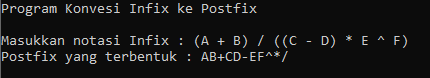 Program Konvesi Infix ke Postfix
Masukkan notasi Infix : (A + B) / ((C - D) * E ^ F)
Postfix yang terbentuk : AB+CD-EF^*/